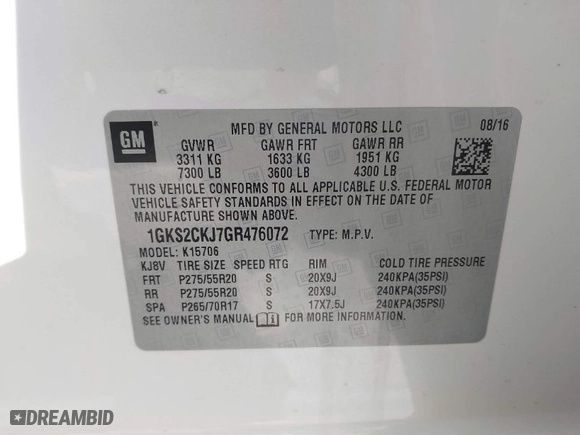 GM
MFD BY GENERAL MOTORS LLC 08/16
GVWR GAWR FRT GAWR RR
3311 KG 1633 KG 1951 KG
7300 LB 3600 LB 4300 LB
THIS VEHICLE CONFORMS TO ALL APPLICABLE U.S. FEDERAL MOTOR
VEHICLE SAFETY STANDARDS IN EFFECT ON THE DATE OF
MANUFACTURE SHOWN ABOVE.
1GKS2CKJ7GR476072 TYPE: M.P.V.
MODEL: K15706
KJ8V TIRE SIZE SPEED RTG RIM COLD TIRE PRESSURE
FRT P275/55R20 S 20X9J 240KPA(35PSI)
RR P275/55R20 S 20X9J 240KPA(35PSI)
SPA P265/70R17 S 17X7.5J 240KPA(35PSI)
SEE OWNER'S MANUAL FOR MORE INFORMATION.
DREAMBID